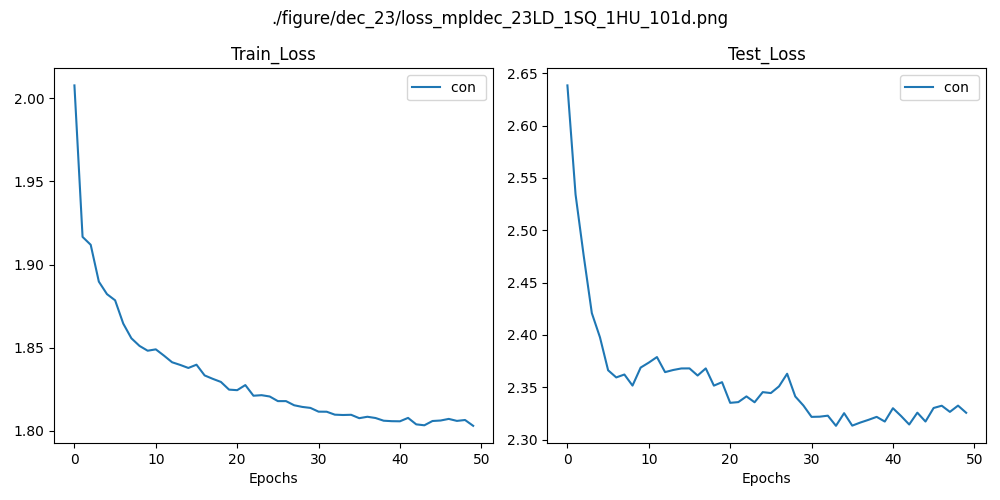 ./figure/dec_23/loss_mpldec_23LD_1SQ_1HU_101d.png
Train_Loss
con
2.00
1.95
1.90
1.85
1.80
0 10 20 30 40 50
Epochs
Test_Loss
con
2.65
2.60
2.55
2.50
2.45
2.40
2.35
2.30
0 10 20 30 40 50
Epochs